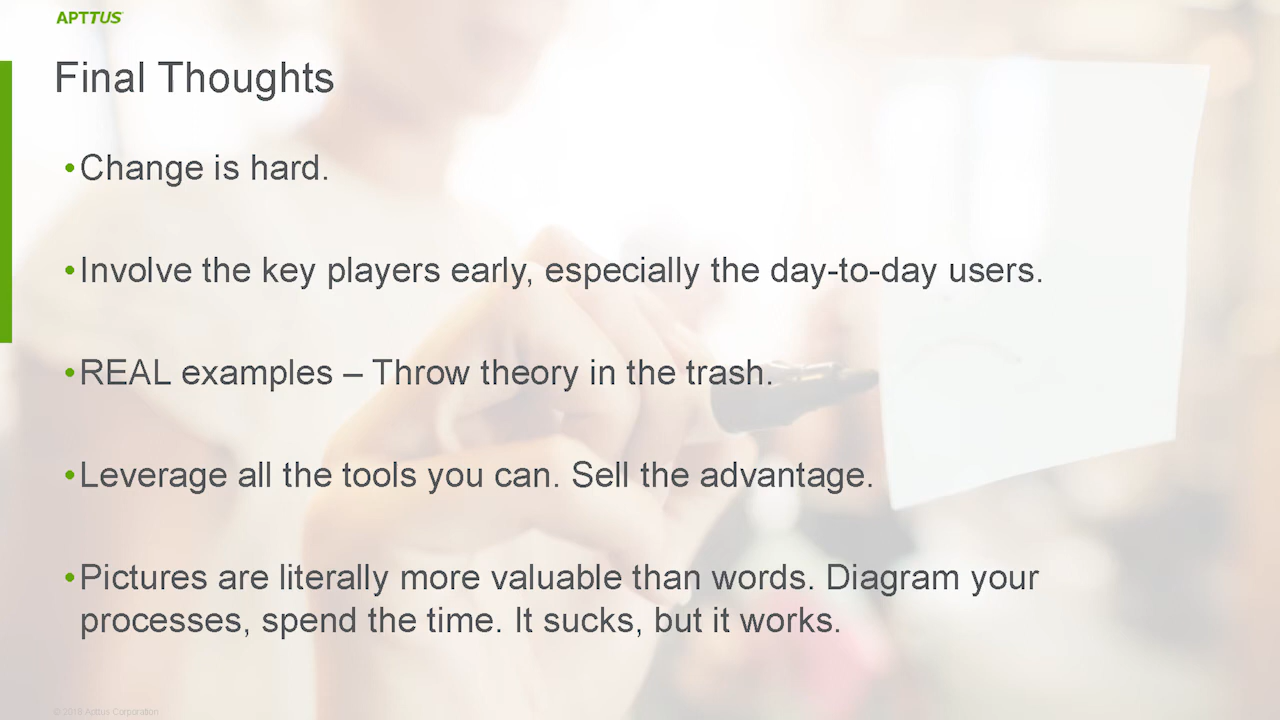 APTTUS
Final Thoughts
•Change is hard.
•Involve the key players early, especially the day-to-day users.
•REAL examples – Throw theory in the trash.
•Leverage all the tools you can. Sell the advantage.
•Pictures are literally more valuable than words. Diagram your
processes, spend the time. It sucks, but it works.
© 2018 Apttus Corporation